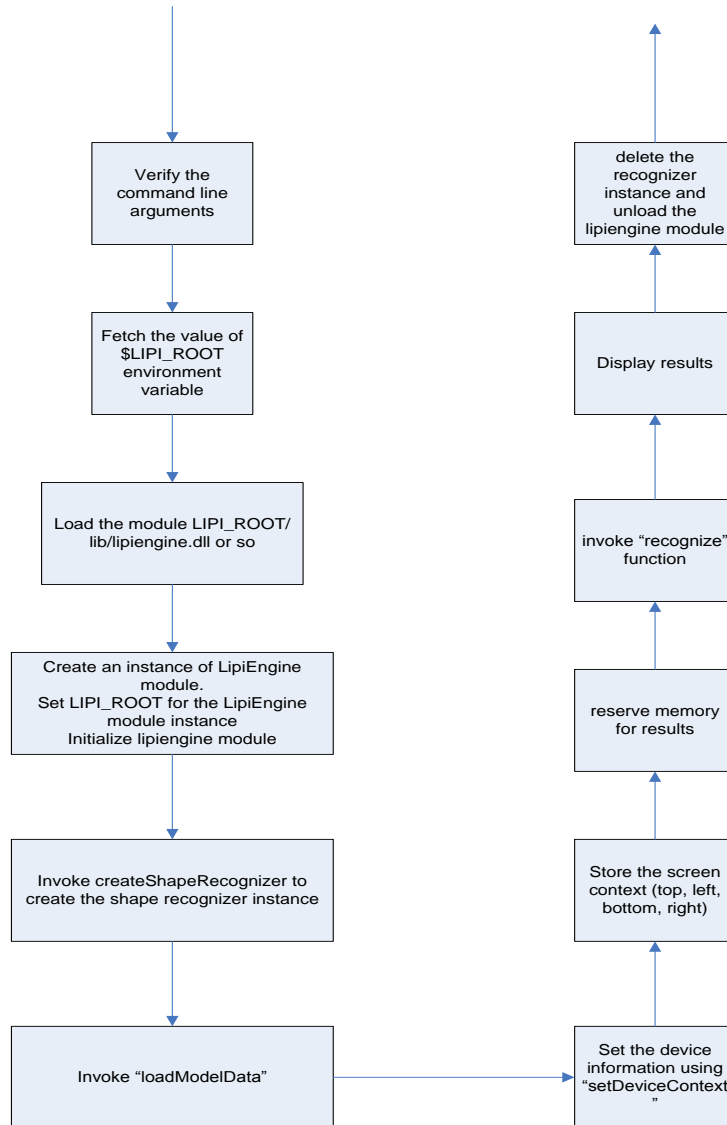 Verify the
command line
arguments
Fetch the value of
$LIPI_ROOT
environment
variable
Load the module LIPI_ROOT/
lib/lipiengine.dll or so
Create an instance of LipiEngine
module.
Set LIPI_ROOT for the LipiEngine
module instance
Initialize lipiengine module
Invoke createShapeRecognizer to
create the shape recognizer instance
Invoke “loadModelData”
Set the device
information using
“setDeviceContext
”
Store the screen
context (top, left,
bottom, right)
reserve memory
for results
invoke “recognize”
function
Display results
delete the
recognizer
instance and
unload the
lipiengine module